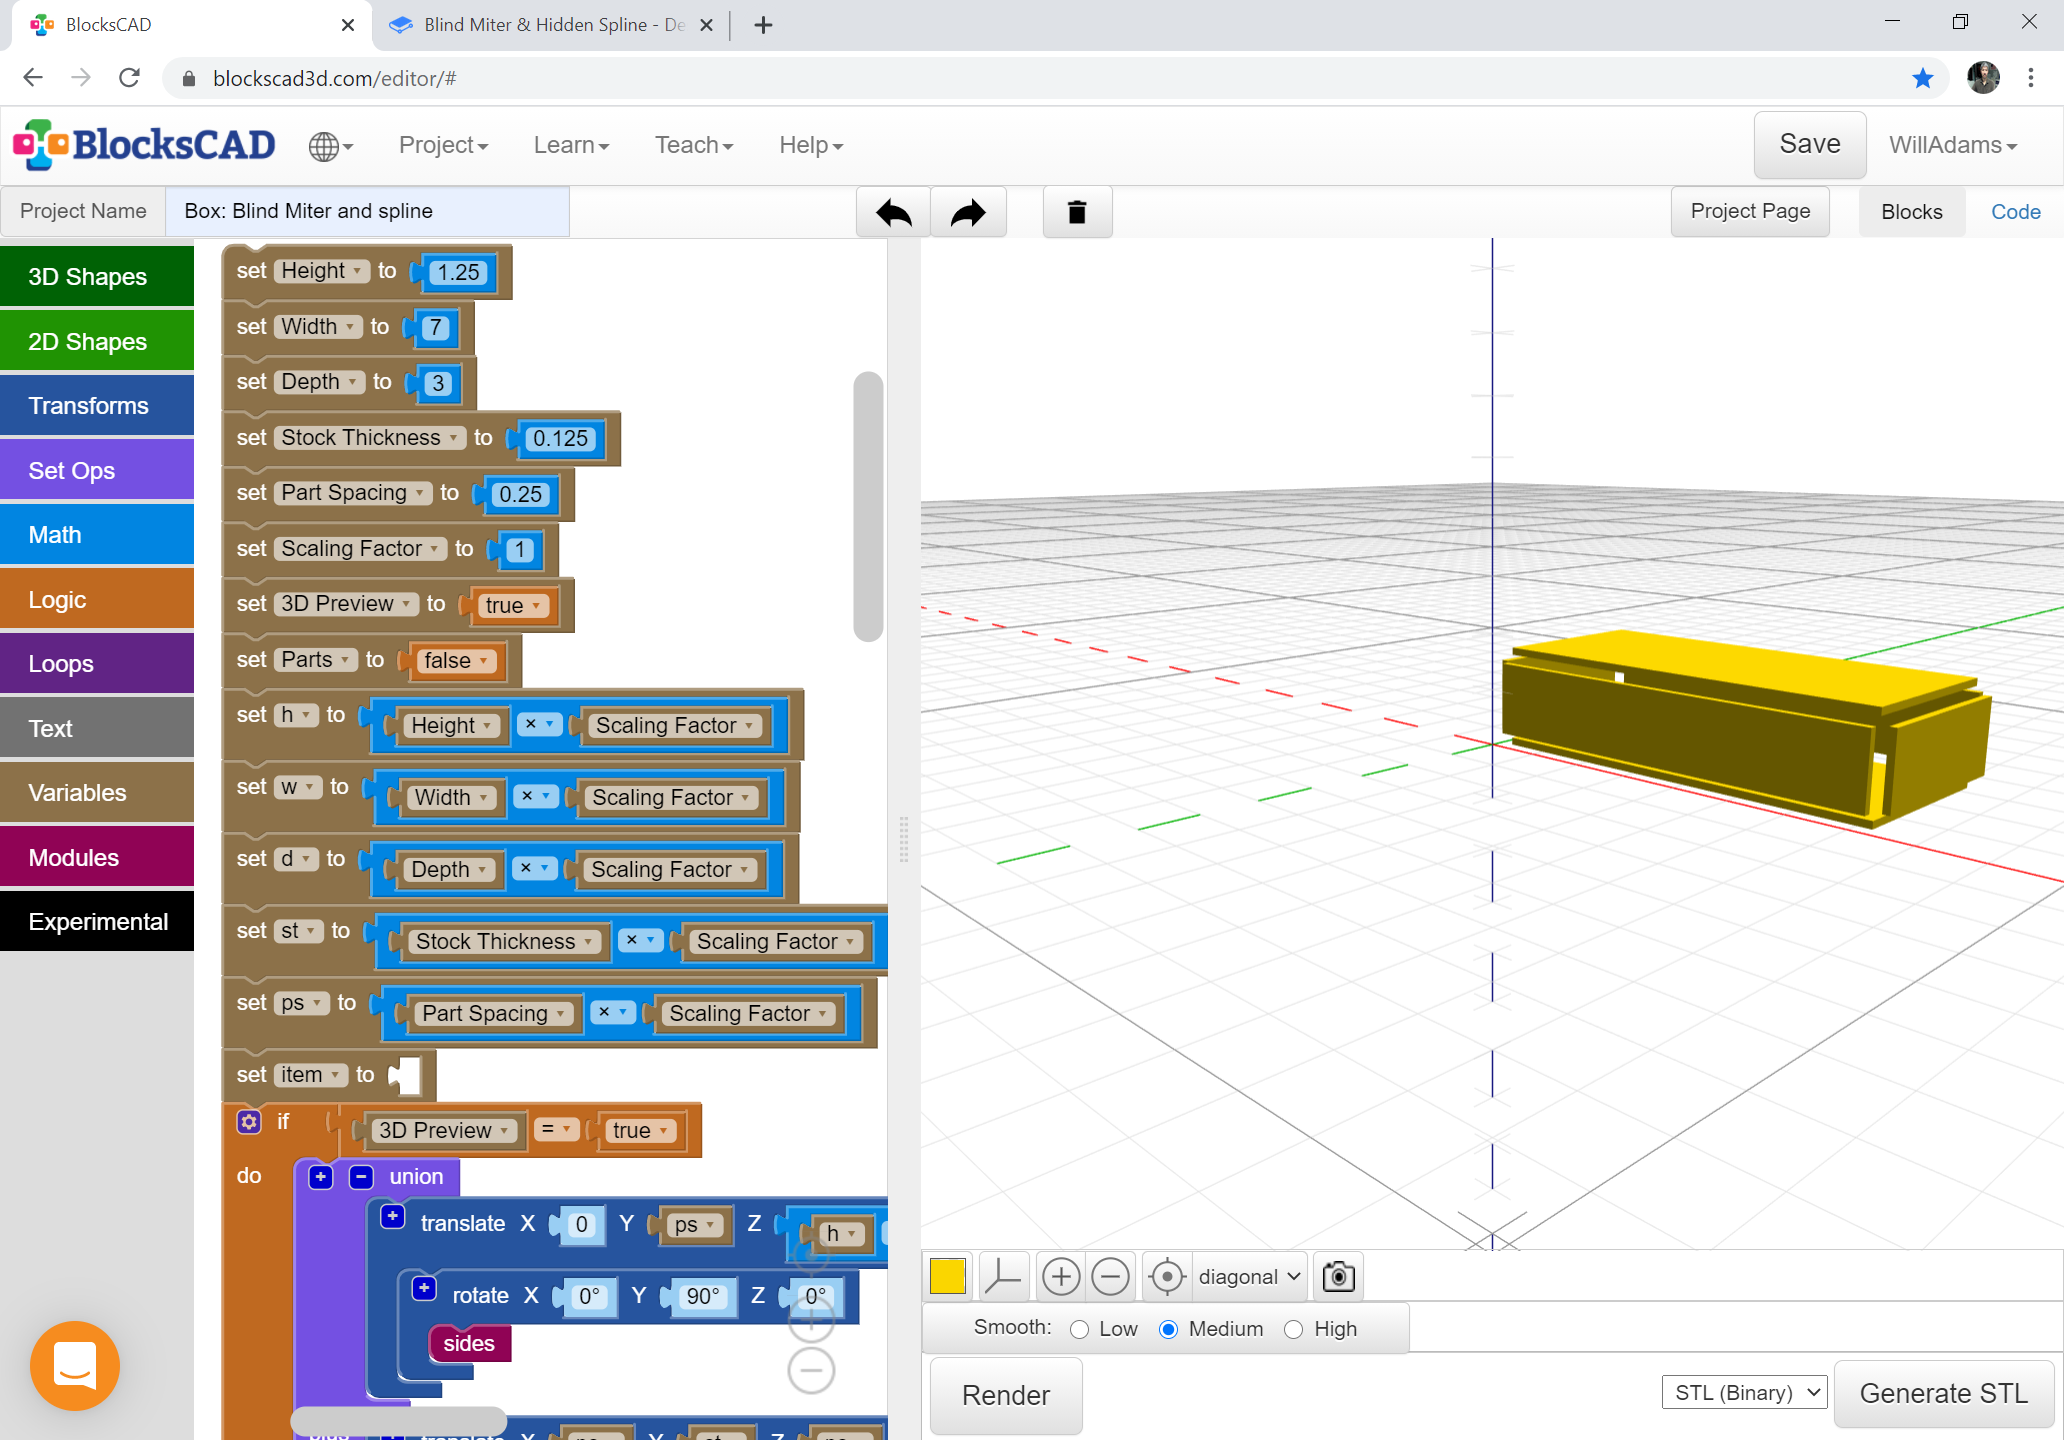 BlocksCAD
Blind Miter & Hidden Spline - De
blockscad3d.com/editor/#
BlocksCAD
Project
Learn
Teach
Help
Save
WillAdams
Project Name
Box: Blind Miter and spline
Project Page
Blocks
Code
3D Shapes
2D Shapes
Transforms
Set Ops
Math
Logic
Loops
Text
Variables
Modules
Experimental
set Height to 1.25
set Width to 7
set Depth to 3
set Stock Thickness to 0.125
set Part Spacing to 0.25
set Scaling Factor to 1
set 3D Preview to true
set Parts to false
set h to Height × Scaling Factor
set w to Width × Scaling Factor
set d to Depth × Scaling Factor
set st to Stock Thickness × Scaling Factor
set ps to Part Spacing × Scaling Factor
set item to
if 3D Preview = true
do + − union
+ translate X 0 Y ps Z h
+ rotate X 0° Y 90° Z 0°
sides
translate X Y Z
diagonal
Smooth: Low Medium High
Render
STL (Binary)
Generate STL